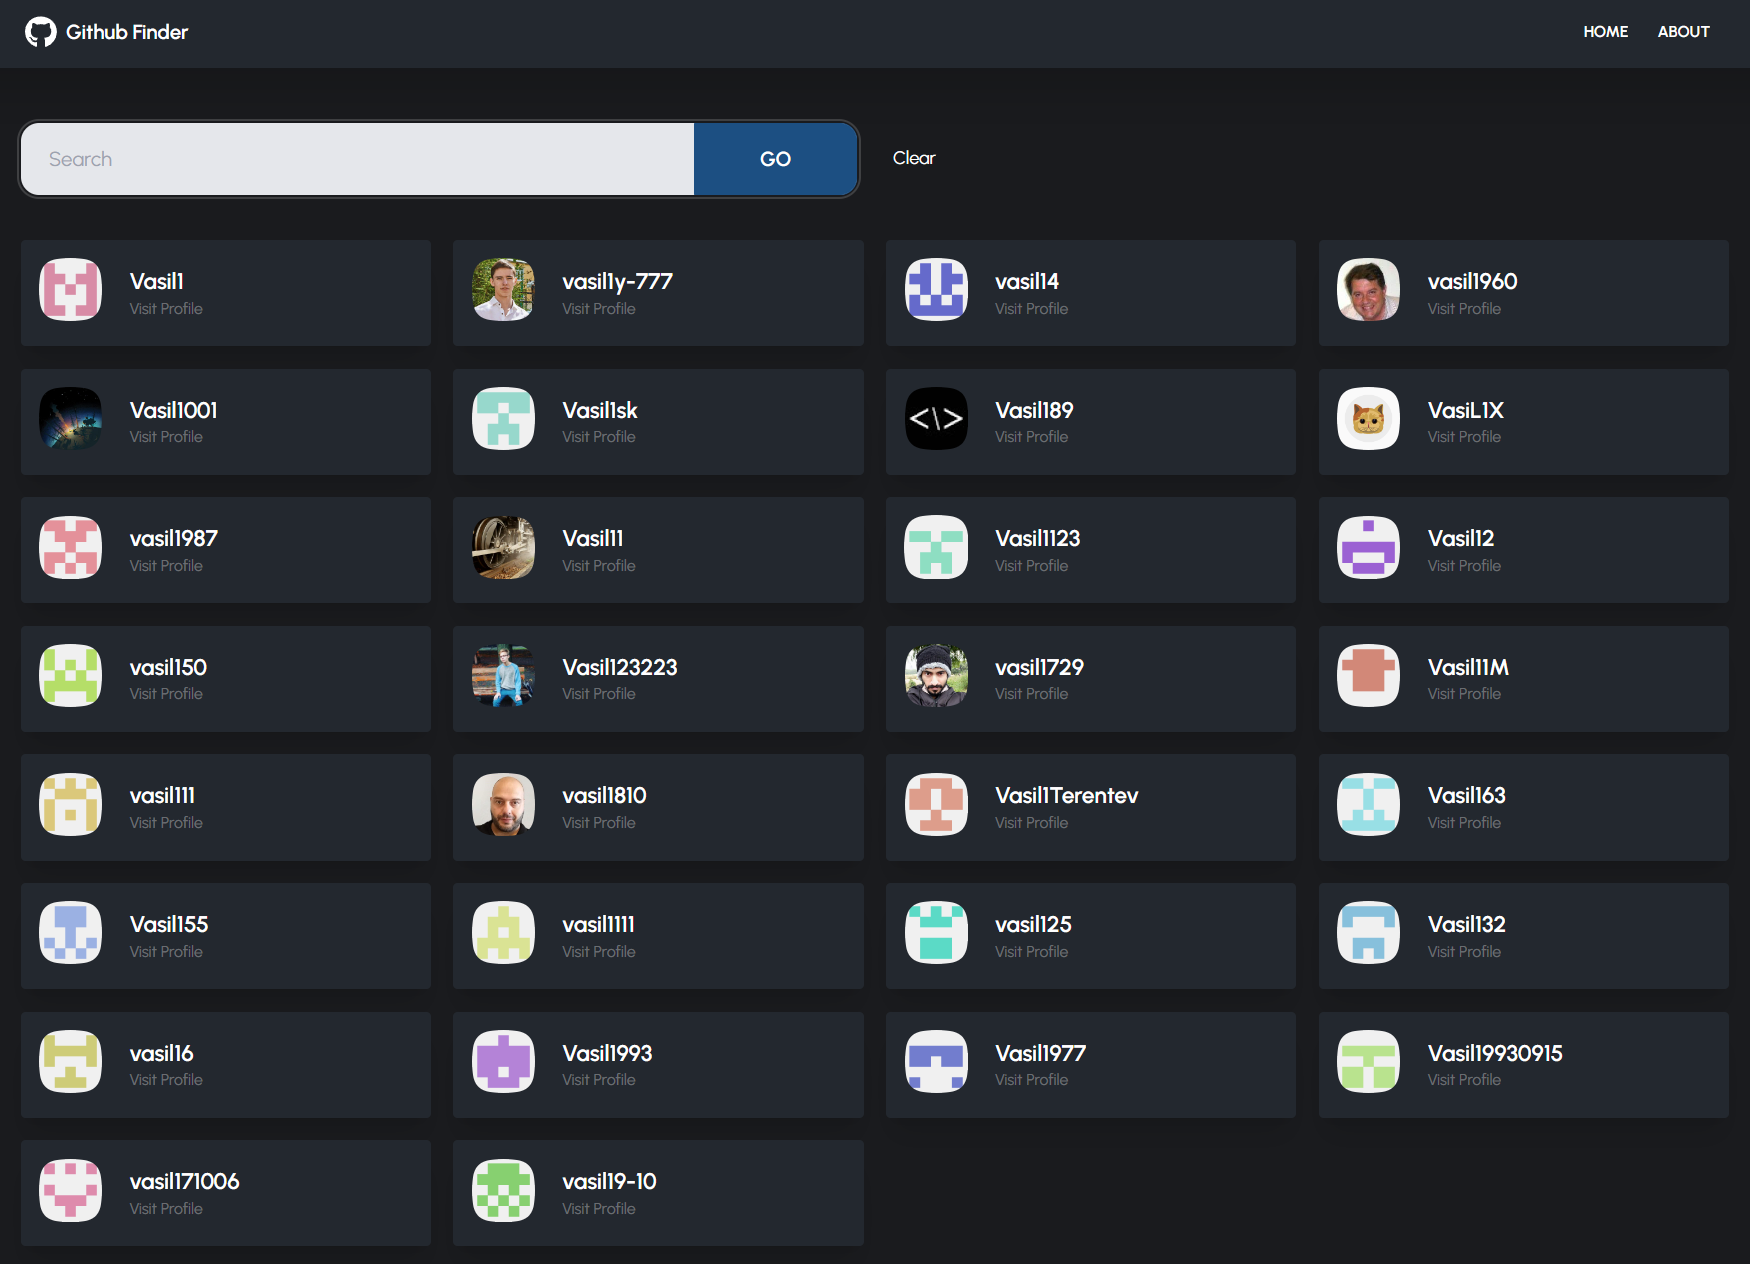 Github Finder
HOME ABOUT
Search GO Clear
Vasil1
Visit Profile
vasil1y-777
Visit Profile
vasil14
Visit Profile
vasil1960
Visit Profile
Vasil1001
Visit Profile
Vasil1sk
Visit Profile
<\>
Vasil189
Visit Profile
VasiL1X
Visit Profile
vasil1987
Visit Profile
Vasil11
Visit Profile
Vasil1123
Visit Profile
Vasil12
Visit Profile
vasil150
Visit Profile
Vasil123223
Visit Profile
vasil1729
Visit Profile
Vasil11M
Visit Profile
vasil111
Visit Profile
vasil1810
Visit Profile
Vasil1Terentev
Visit Profile
Vasil163
Visit Profile
Vasil155
Visit Profile
vasil1111
Visit Profile
vasil125
Visit Profile
Vasil132
Visit Profile
vasil16
Visit Profile
Vasil1993
Visit Profile
Vasil1977
Visit Profile
Vasil19930915
Visit Profile
vasil171006
Visit Profile
vasil19-10
Visit Profile